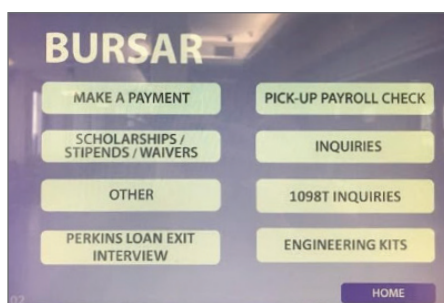 BURSAR
MAKE A PAYMENT
PICK-UP PAYROLL CHECK
SCHOLARSHIPS /
STIPENDS / WAIVERS
INQUIRIES
OTHER
1098T INQUIRIES
PERKINS LOAN EXIT
INTERVIEW
ENGINEERING KITS
02
HOME